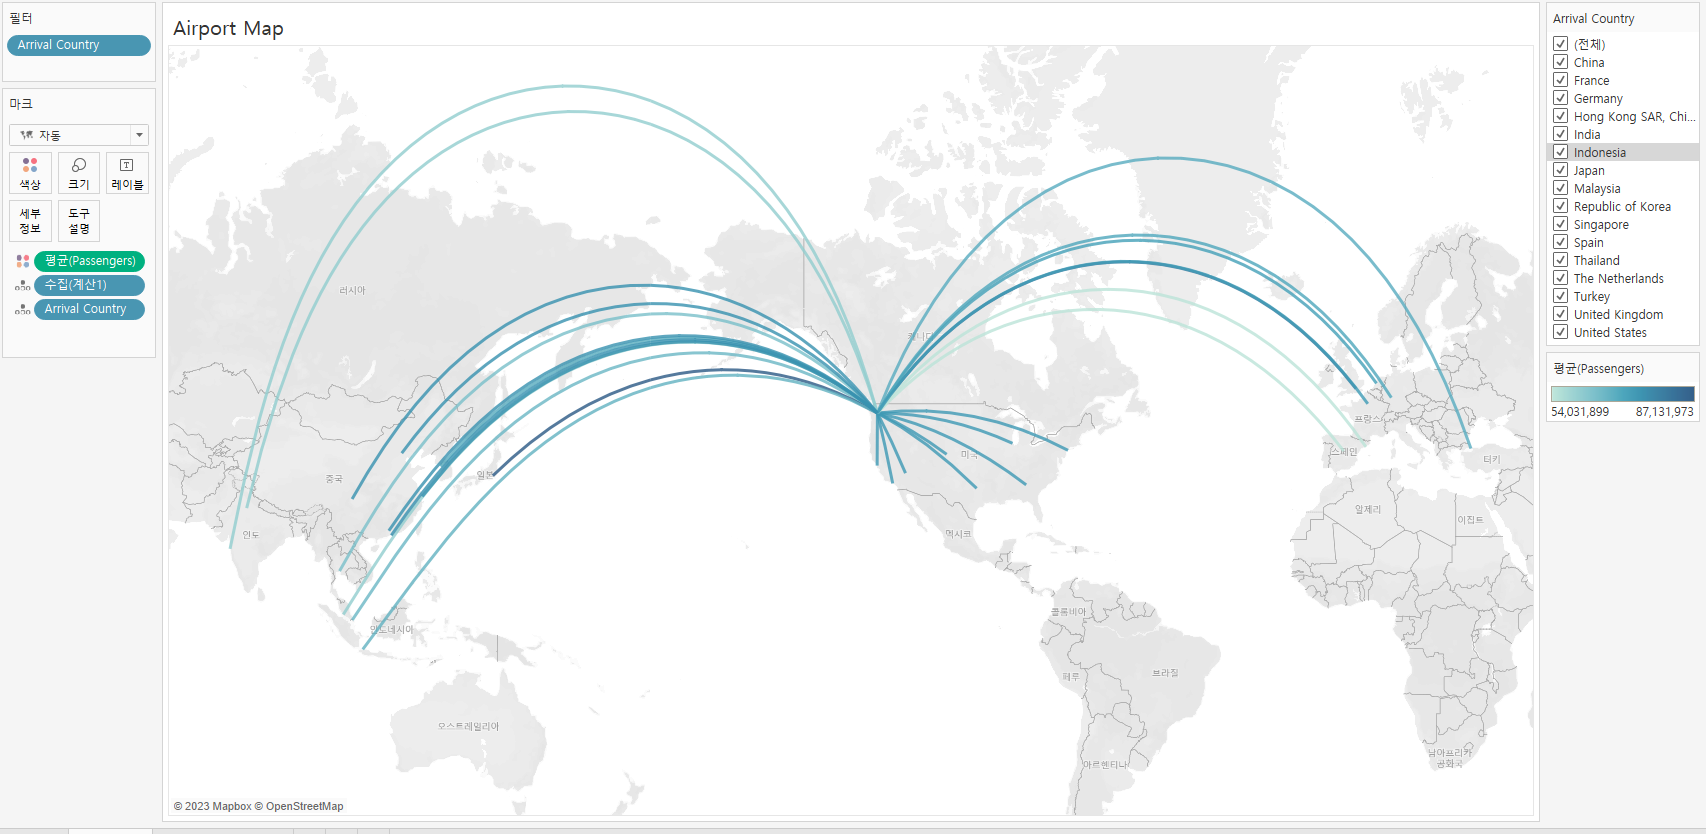 필터
Arrival Country
마크
자동
색상
크기
레이블
세부
정보
도구
설명
평균(Passengers)
수집(계산1)
Arrival Country
Airport Map
러시아
캐나다
중국
일본
인도
인도네시아
오스트레일리아
미국
멕시코
콜롬비아
페루
브라질
아르헨티나
프랑스
스페인
터키
알제리
이집트
남아프리카
공화국
© 2023 Mapbox © OpenStreetMap
Arrival Country
(전체)
China
France
Germany
Hong Kong SAR, Chi...
India
Indonesia
Japan
Malaysia
Republic of Korea
Singapore
Spain
Thailand
The Netherlands
Turkey
United Kingdom
United States
평균(Passengers)
54,031,899 87,131,973